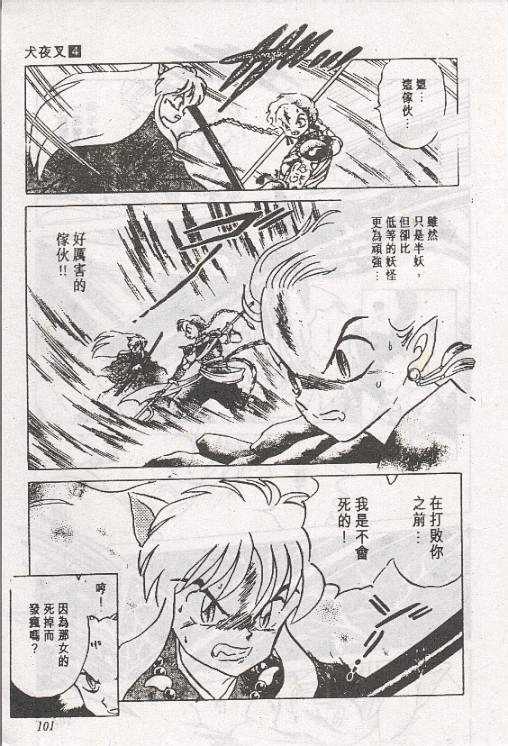 犬夜叉4
這…
這傢伙…
雖然
只是半妖，
但卻比
低等的妖怪
更為頑強…
好厲害的
傢伙!!
在打敗你
之前…
我是不會
死的！
哼！
因為那女的
死掉而
發瘋嗎？
101